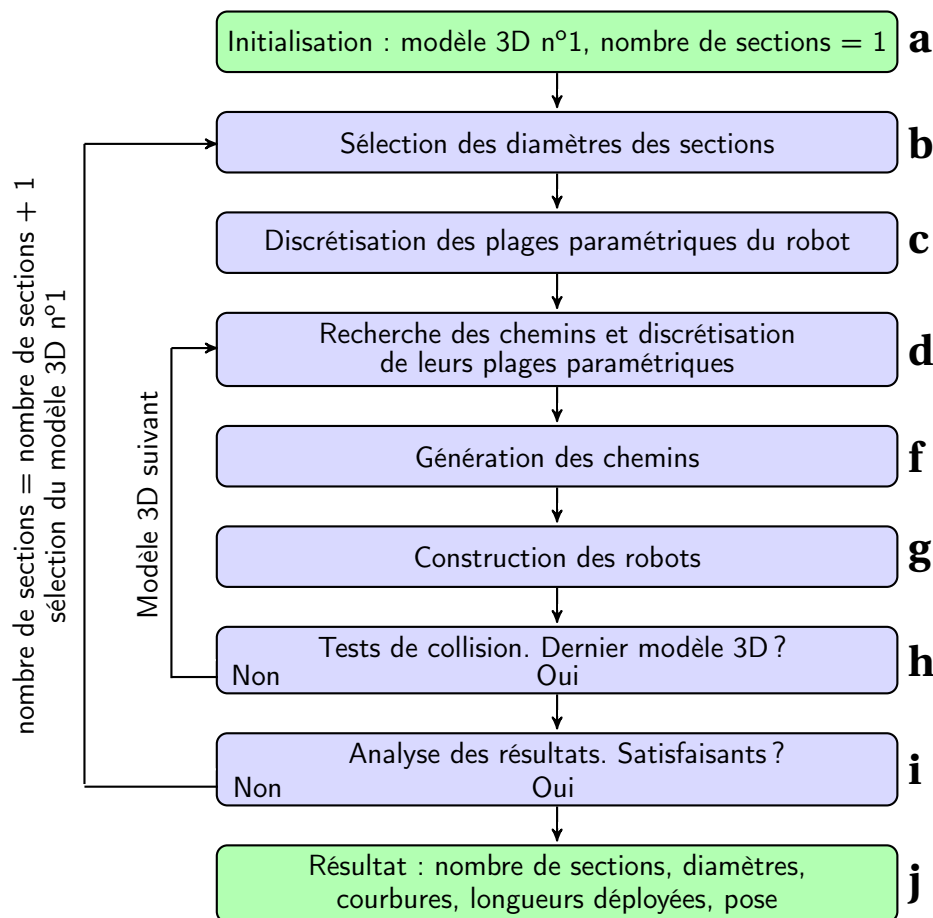 Initialisation : modèle 3D nº1, nombre de sections = 1
a
Sélection des diamètres des sections
b
Discrétisation des plages paramétriques du robot
c
Recherche des chemins et discrétisation
de leurs plages paramétriques
d
Génération des chemins
f
Construction des robots
g
Tests de collision. Dernier modèle 3D ?
Non Oui
h
Analyse des résultats. Satisfaisants ?
Non Oui
i
Résultat : nombre de sections, diamètres,
courbures, longueurs déployées, pose
j
Modèle 3D suivant
nombre de sections = nombre de sections + 1
sélection du modèle 3D nº1